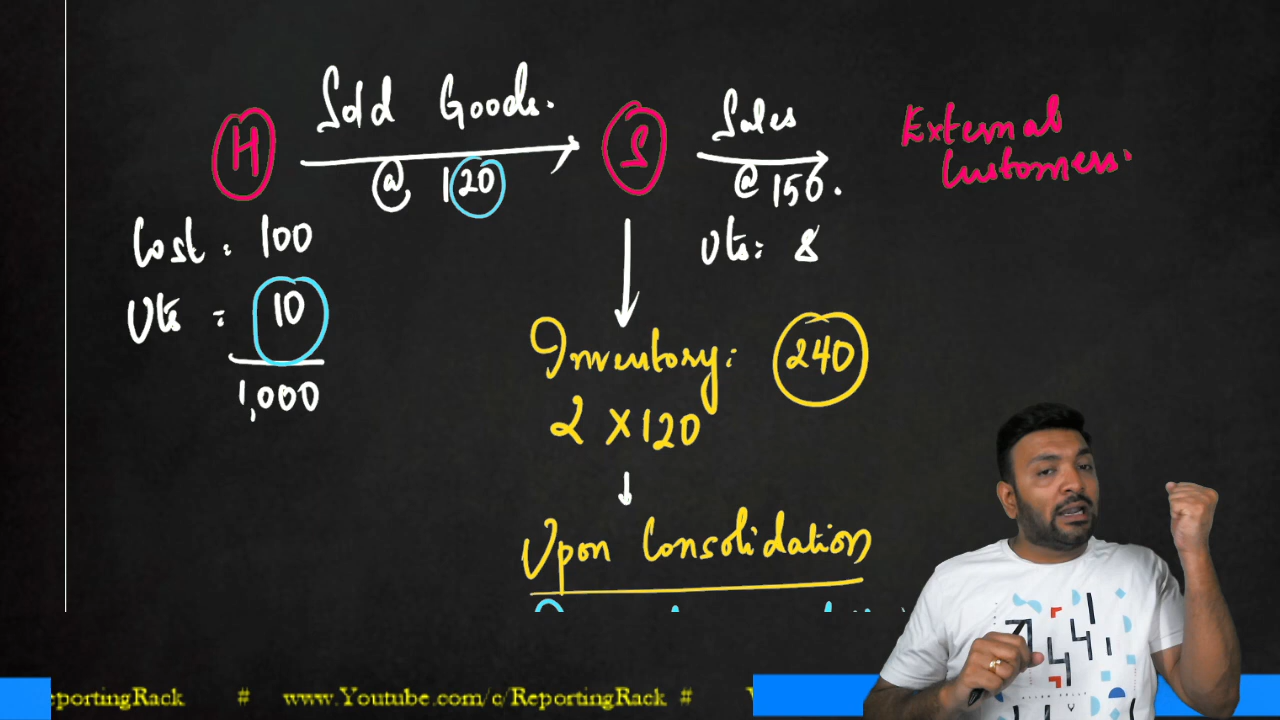 Sold Goods.
H
@ 120
S
Sales
@ 150.
Uts: 8
External
Customers.
Cost: 100
Uts: 10
1,000
Inventory: 240
2 X 120
Upon Consolidation
eportingRack # www.Youtube.com/c/ReportingRack #